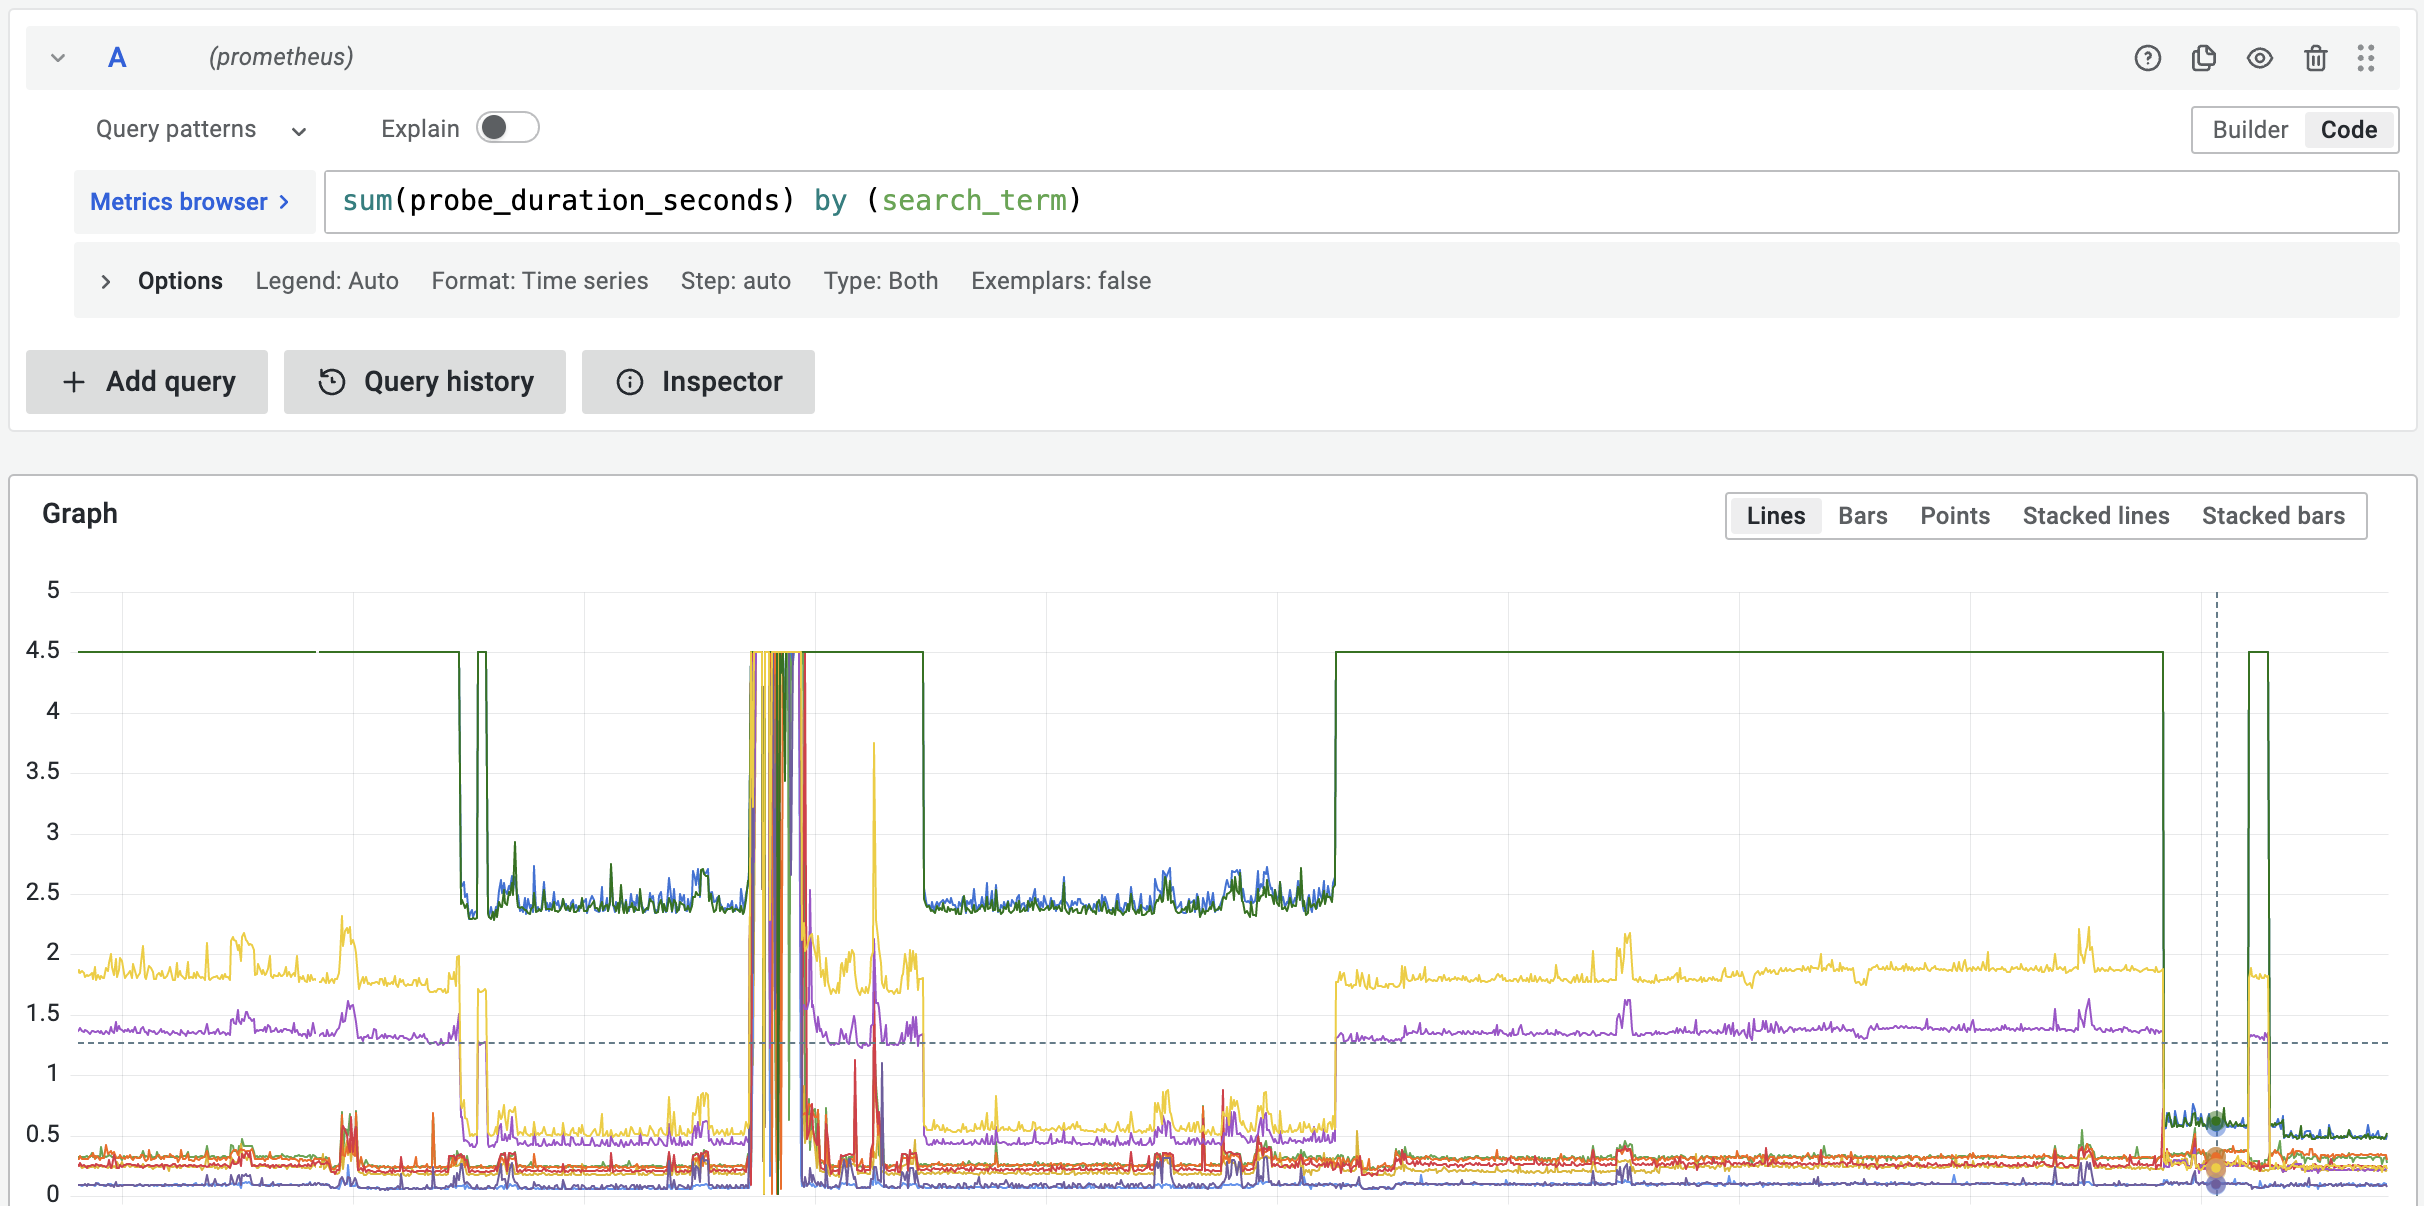 A (prometheus)
Query patterns Explain Builder Code
Metrics browser > sum(probe_duration_seconds) by (search_term)
> Options Legend: Auto Format: Time series Step: auto Type: Both Exemplars: false
+ Add query Query history Inspector
Graph Lines Bars Points Stacked lines Stacked bars
5
4.5
4
3.5
3
2.5
2
1.5
1
0.5
0